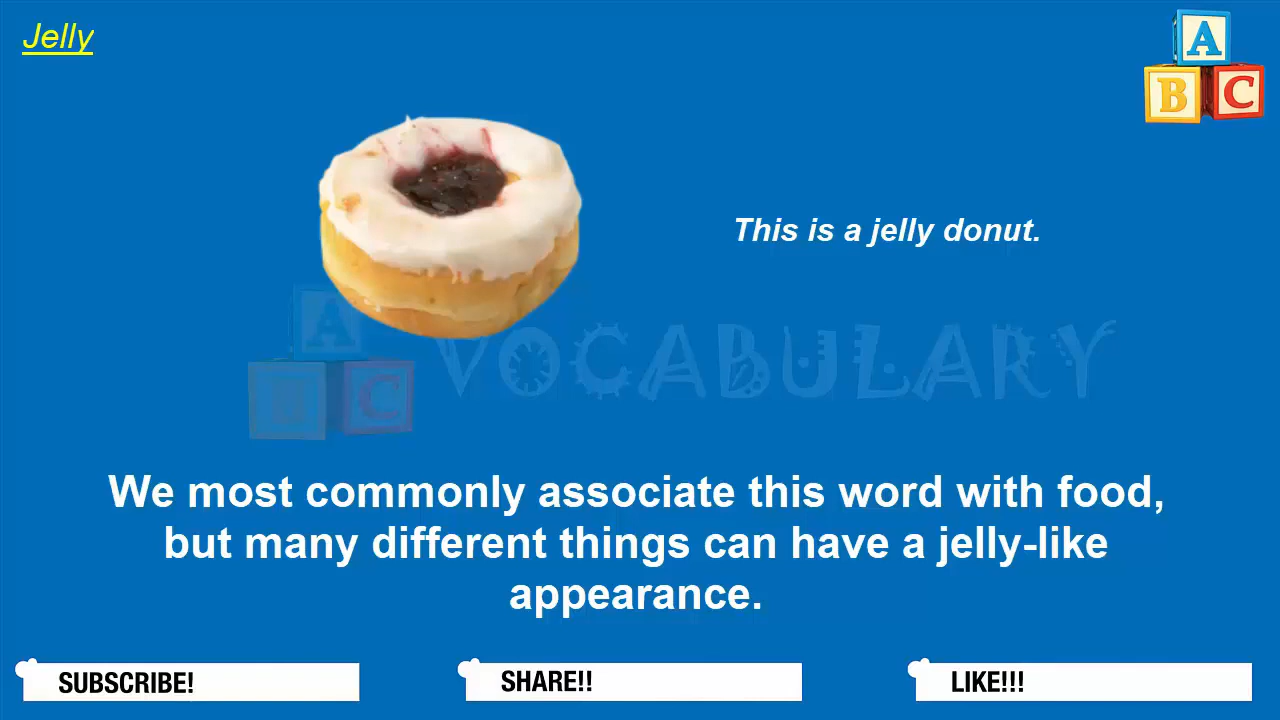 Jelly
A
B C
This is a jelly donut.
A
B C
VOCABULARY
We most commonly associate this word with food,
but many different things can have a jelly-like
appearance.
SUBSCRIBE!
SHARE!!
LIKE!!!